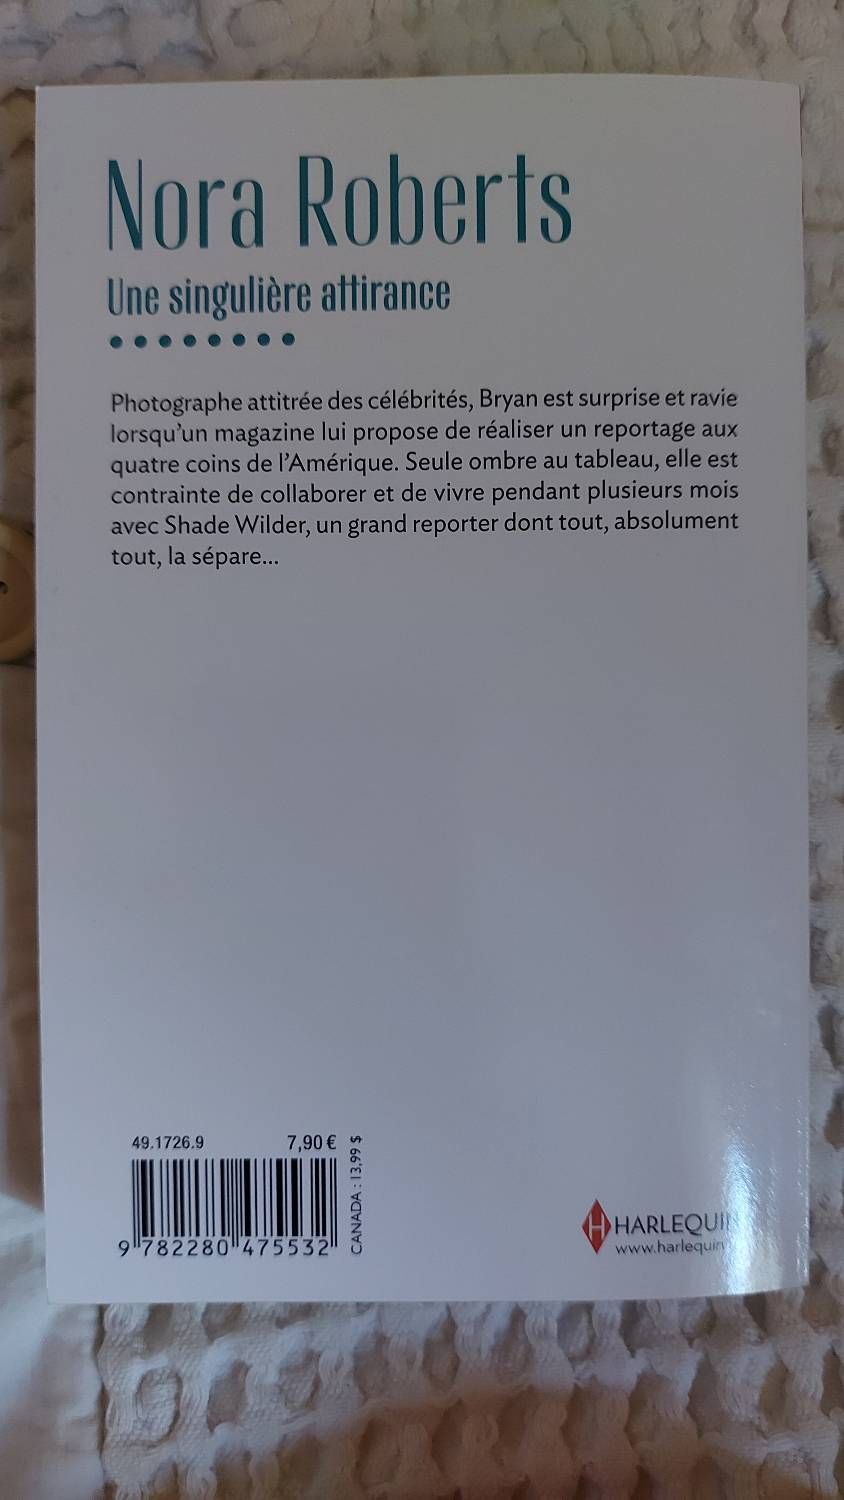 Nora Roberts
Une singulière attirance
Photographe attitrée des célébrités, Bryan est surprise et ravie
lorsqu'un magazine lui propose de réaliser un reportage aux
quatre coins de l'Amérique. Seule ombre au tableau, elle est
contrainte de collaborer et de vivre pendant plusieurs mois
avec Shade Wilder, un grand reporter dont tout, absolument
tout, la sépare...
49.1726.9 7,90 €
CANADA : 13,99 $
9 782280 475532
HARLEQUIN
www.harlequin